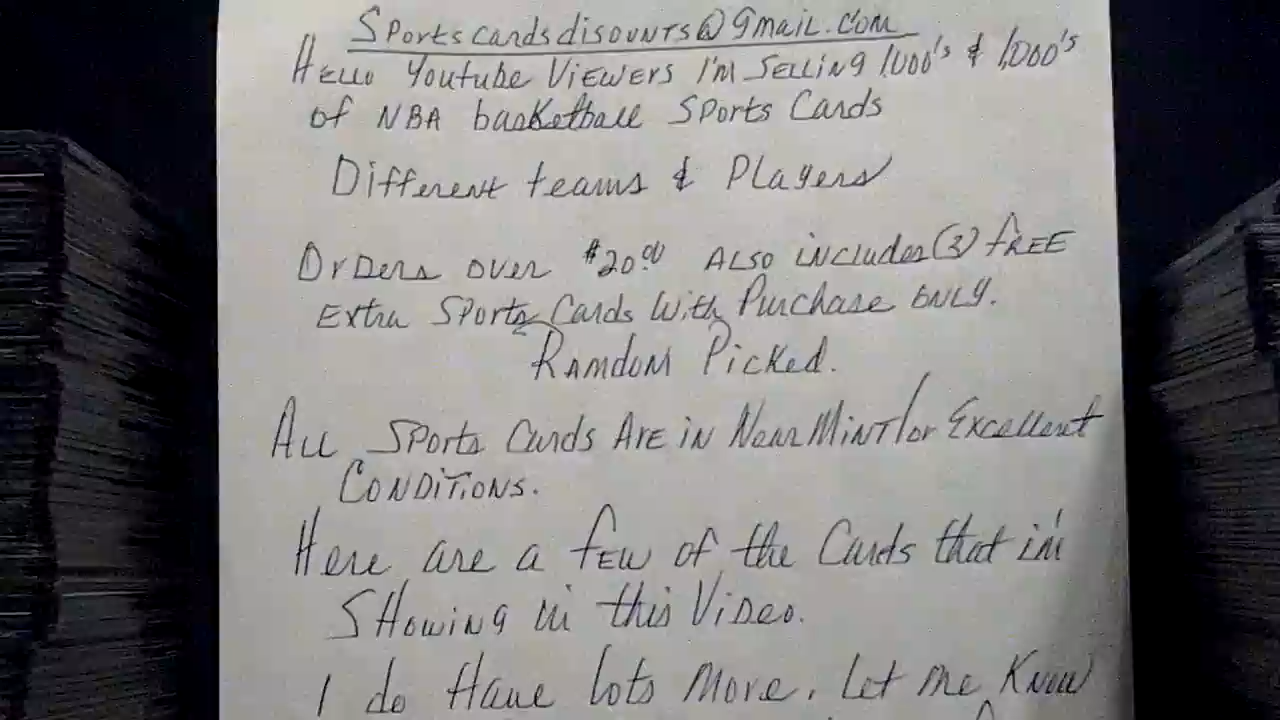 Sportscardsdisounts@gmail.com
Hello Youtube Viewers I'm Selling 1,000's & 1,000's
of NBA basketball Sports Cards
Different teams & Players
Orders over $20.00 Also includes (3) free
Extra Sports Cards With Purchase only.
Ramdom Picked.
All Sports Cards Are in Near Mint/or Excellent
Conditions.
Here are a few of the Cards that i'm
Showing in this Video.
I do Have lots More. Let me Know